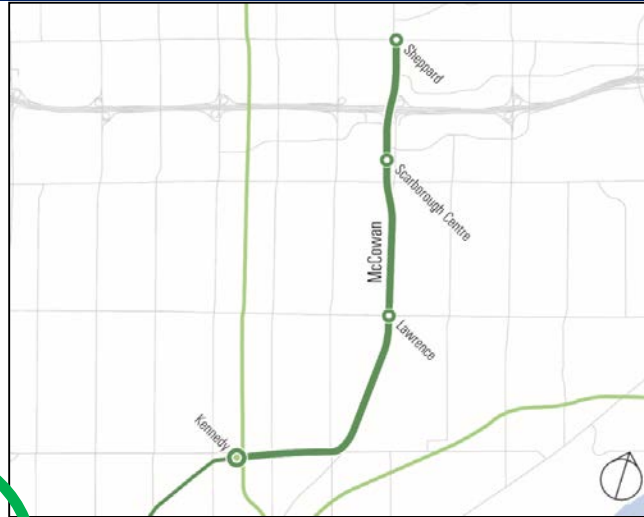 Sheppard
Scarborough Centre
McCowan
Lawrence
Kennedy